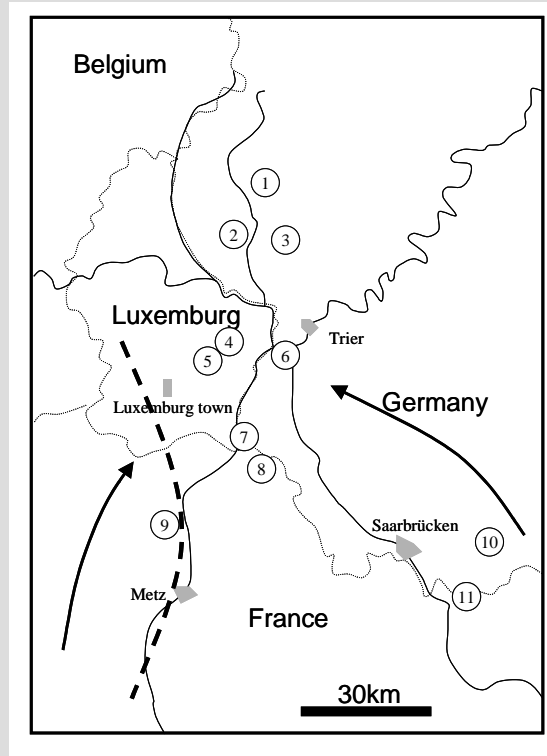 Belgium
1
2
3
Luxemburg
4
Trier
5
6
Germany
Luxemburg town
7
8
Saarbrücken
9
10
Metz
11
France
30km